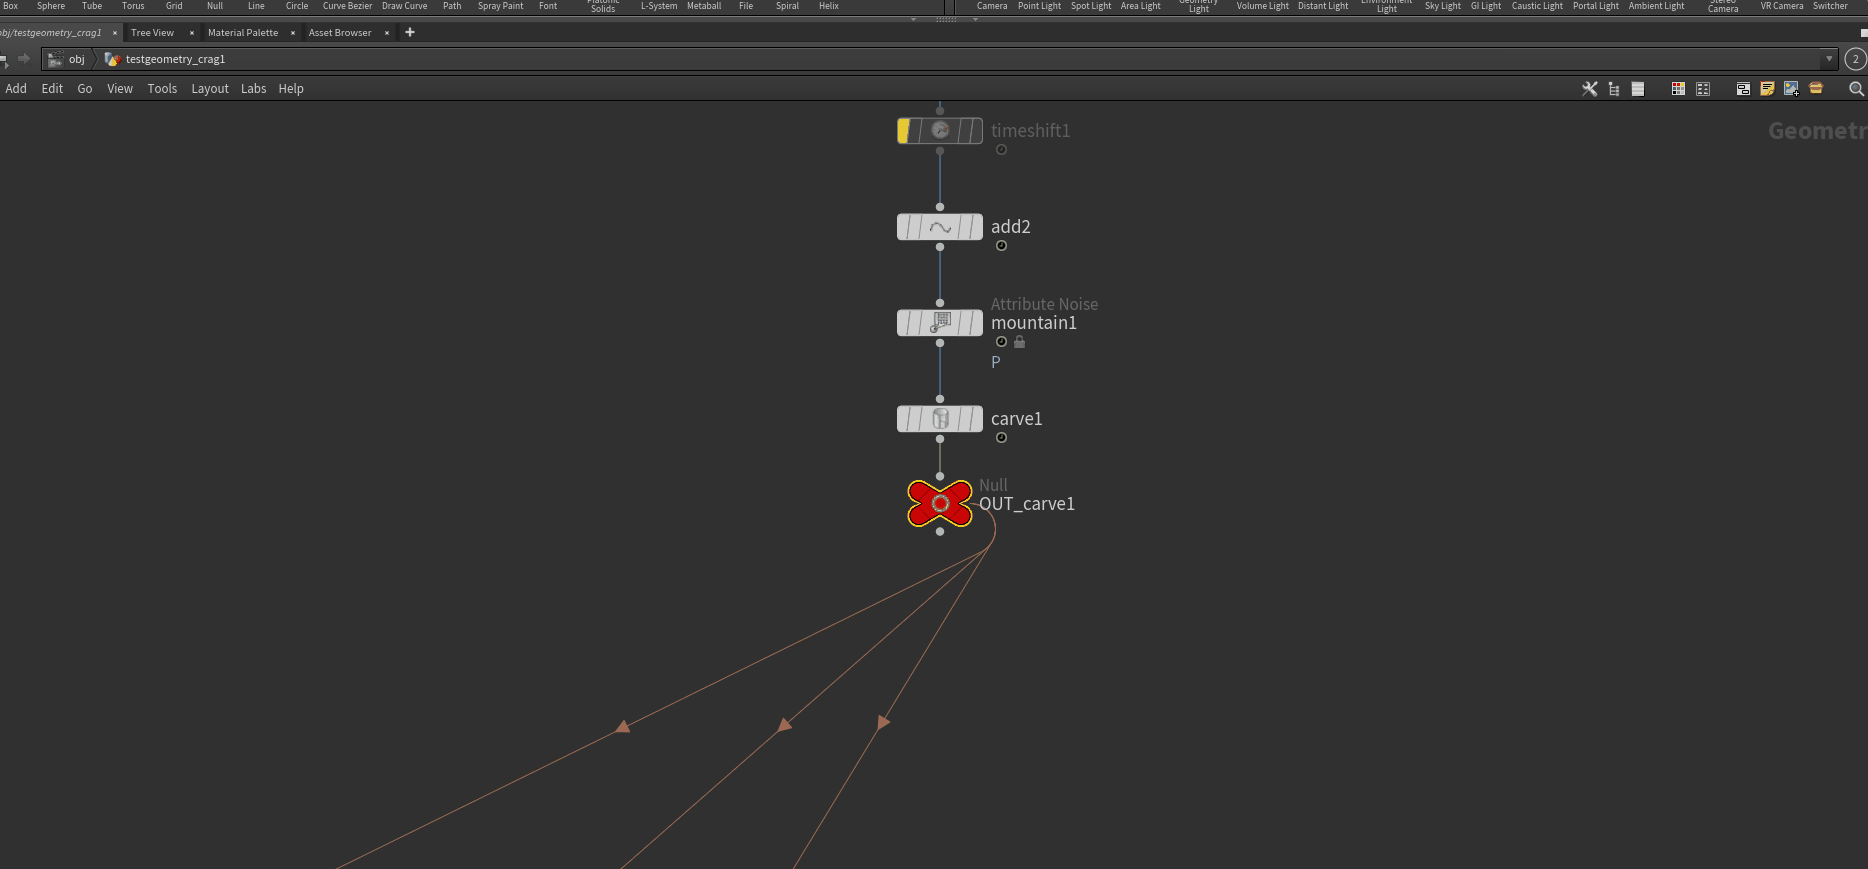 Box Sphere Tube Torus Grid Null Line Circle Curve Bezier Draw Curve Path Spray Paint Font Platonic Solids L-System Metaball File Spiral Helix
Camera Point Light Spot Light Area Light Geometry Light Volume Light Distant Light Environment Light Sky Light GI Light Caustic Light Portal Light Ambient Light Stereo Camera VR Camera Switcher
obj/testgeometry_crag1 × Tree View × Material Palette × Asset Browser × +
obj testgeometry_crag1 2
Add Edit Go View Tools Layout Labs Help
Geometr
timeshift1
add2
Attribute Noise
mountain1
P
carve1
Null
OUT_carve1